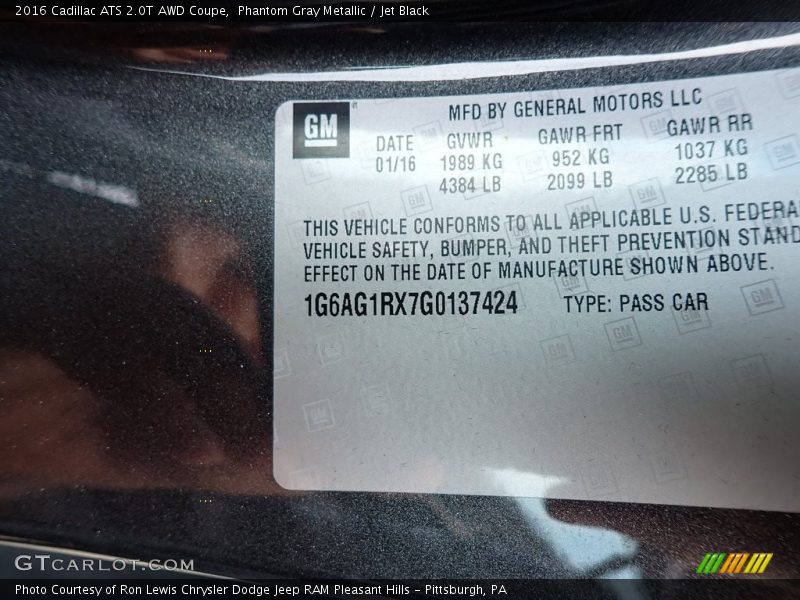 2016 Cadillac ATS 2.0T AWD Coupe,  Phantom Gray Metallic / Jet Black
GM
MFD BY GENERAL MOTORS LLC
DATE GVWR GAWR FRT GAWR RR
01/16 1989 KG 952 KG 1037 KG
4384 LB 2099 LB 2285 LB
THIS VEHICLE CONFORMS TO ALL APPLICABLE U.S. FEDERA
VEHICLE SAFETY, BUMPER, AND THEFT PREVENTION STAND
EFFECT ON THE DATE OF MANUFACTURE SHOWN ABOVE.
1G6AG1RX7G0137424 TYPE: PASS CAR
GTCARLOT.COM
Photo Courtesy of Ron Lewis Chrysler Dodge Jeep RAM Pleasant Hills - Pittsburgh, PA